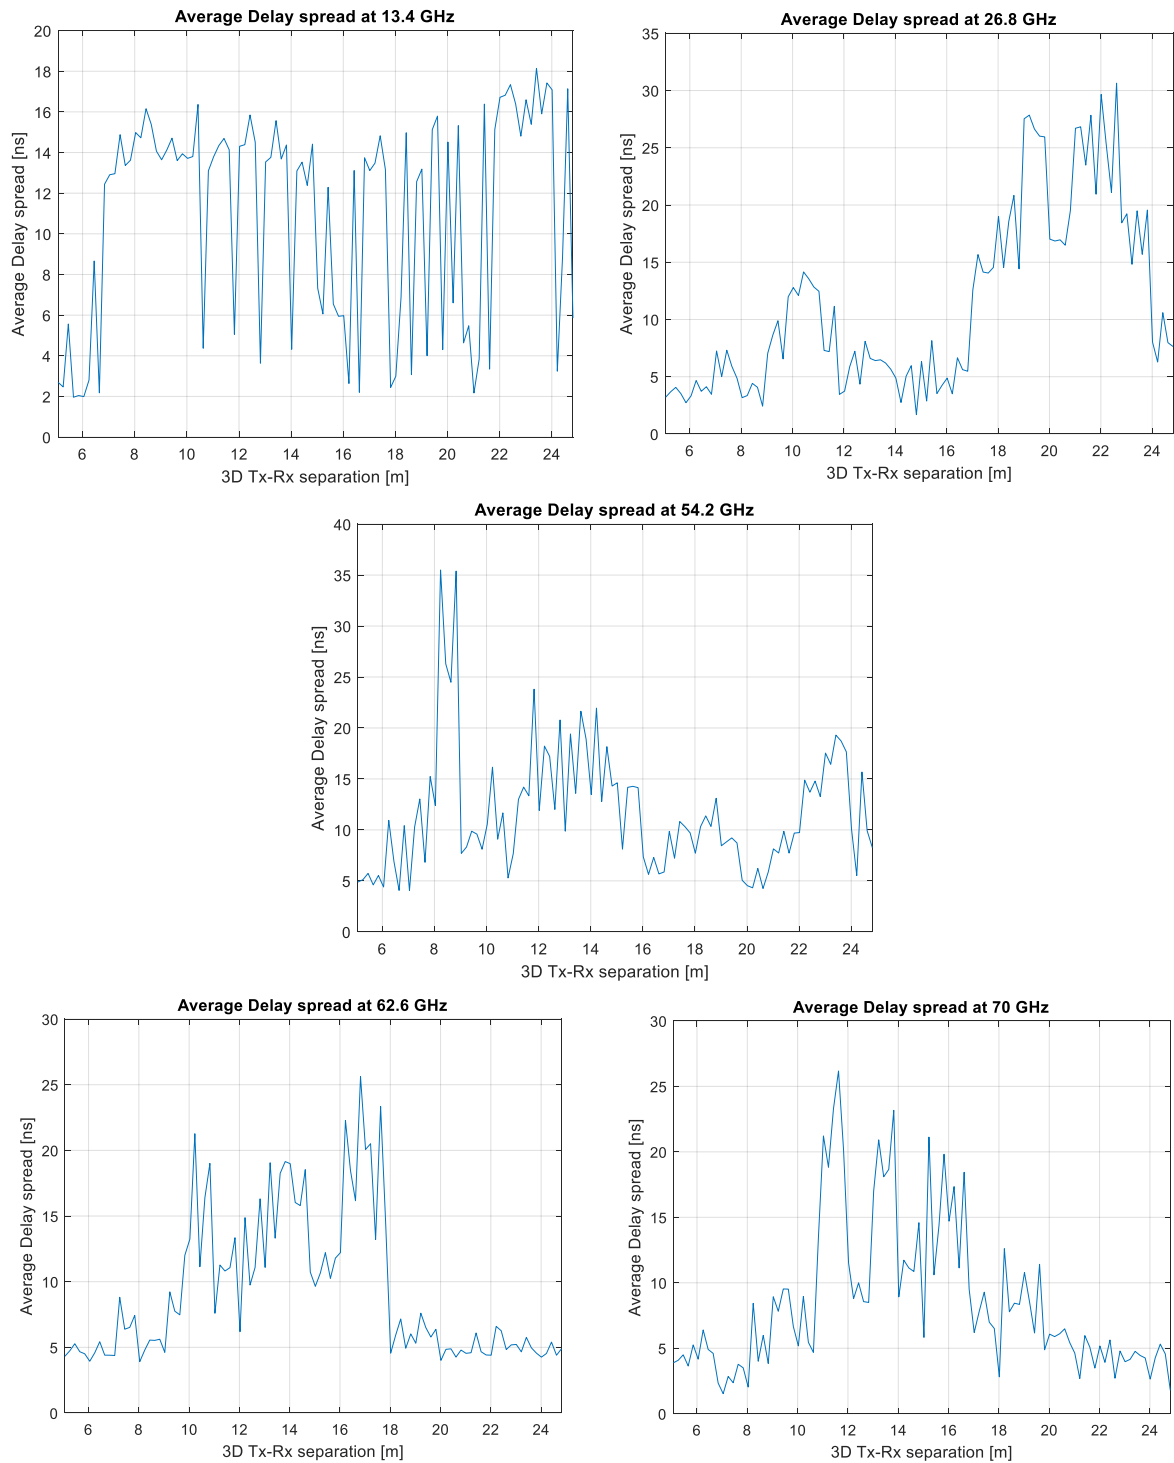 Average Delay spread at 13.4 GHz
Average Delay spread [ns]
20
18
16
14
12
10
8
6
4
2
0
6 8 10 12 14 16 18 20 22 24
3D Tx-Rx separation [m]
Average Delay spread at 26.8 GHz
Average Delay spread [ns]
35
30
25
20
15
10
5
0
6 8 10 12 14 16 18 20 22 24
3D Tx-Rx separation [m]
Average Delay spread at 54.2 GHz
Average Delay spread [ns]
40
35
30
25
20
15
10
5
0
6 8 10 12 14 16 18 20 22 24
3D Tx-Rx separation [m]
Average Delay spread at 62.6 GHz
Average Delay spread [ns]
30
25
20
15
10
5
0
6 8 10 12 14 16 18 20 22 24
3D Tx-Rx separation [m]
Average Delay spread at 70 GHz
Average Delay spread [ns]
30
25
20
15
10
5
0
6 8 10 12 14 16 18 20 22 24
3D Tx-Rx separation [m]